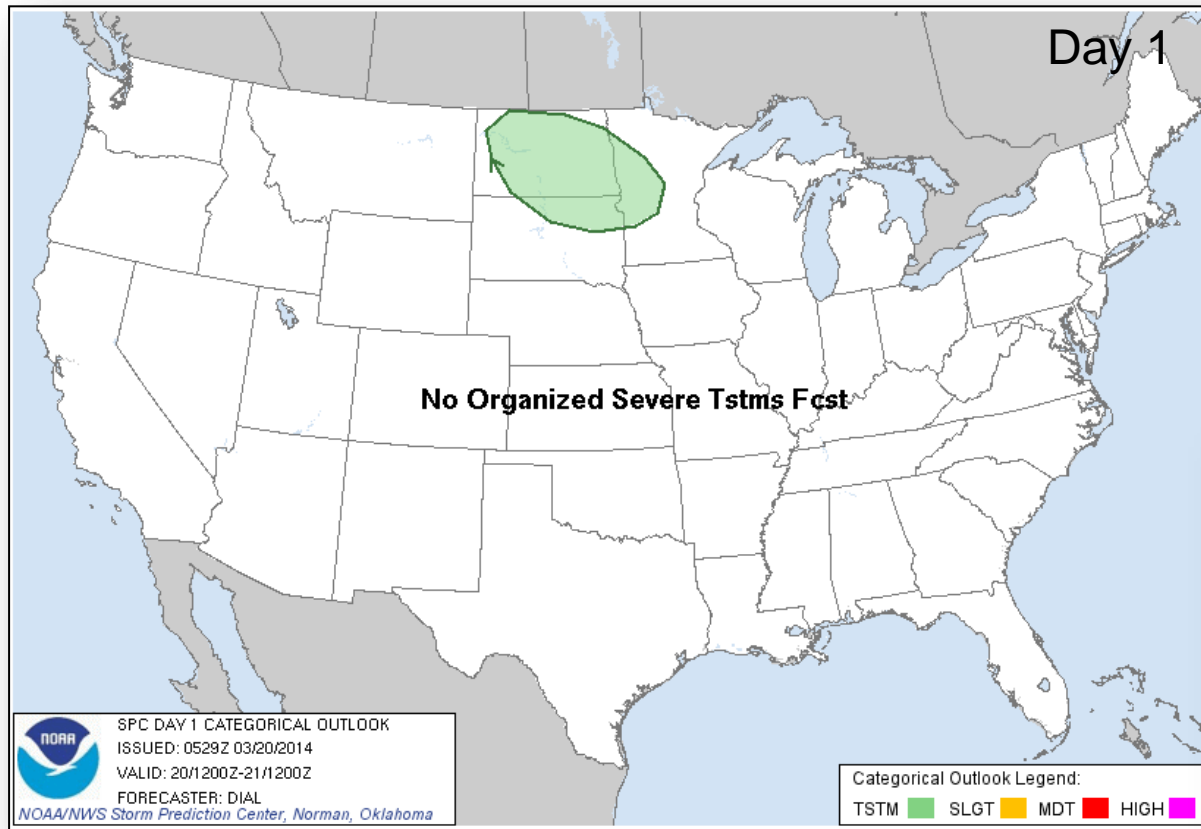 Day 1
No Organized Severe Tstms Fcst
NOAA
SPC DAY 1 CATEGORICAL OUTLOOK
ISSUED: 0529Z 03/20/2014
VALID: 20/1200Z-21/1200Z
FORECASTER: DIAL
NOAA/NWS Storm Prediction Center, Norman, Oklahoma
Categorical Outlook Legend:
TSTM SLGT MDT HIGH